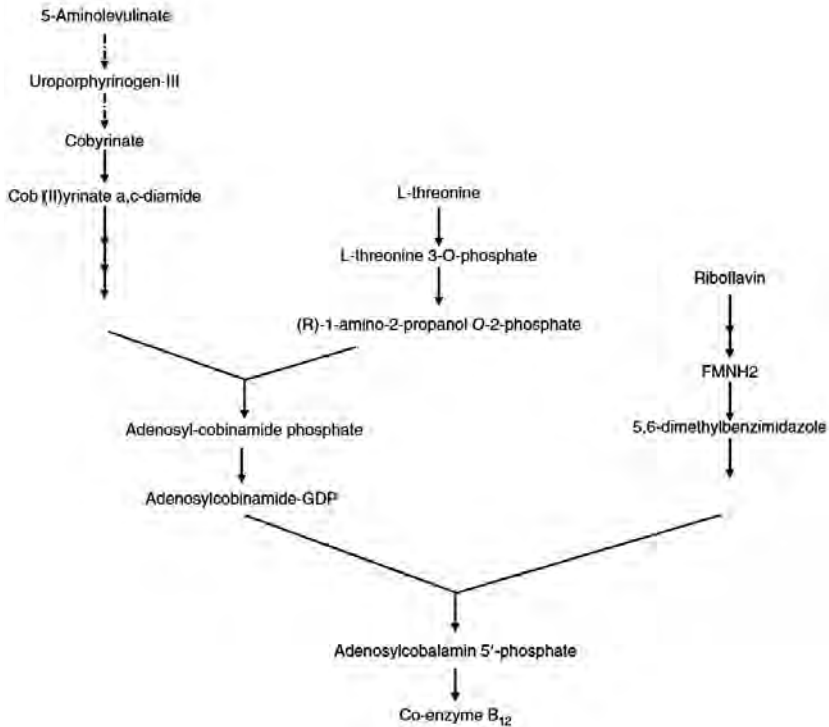 5-Aminolevulinate
Uroporphyrinogen-III
Cobyrinate
Cob (II)yrinate a,c-diamide
L-threonine
L-threonine 3-O-phosphate
(R)-1-amino-2-propanol O-2-phosphate
Riboflavin
FMNH2
5,6-dimethylbenzimidazole
Adenosyl-cobinamide phosphate
Adenosylcobinamide-GDP
Adenosylcobalamin 5'-phosphate
Co-enzyme B₁₂